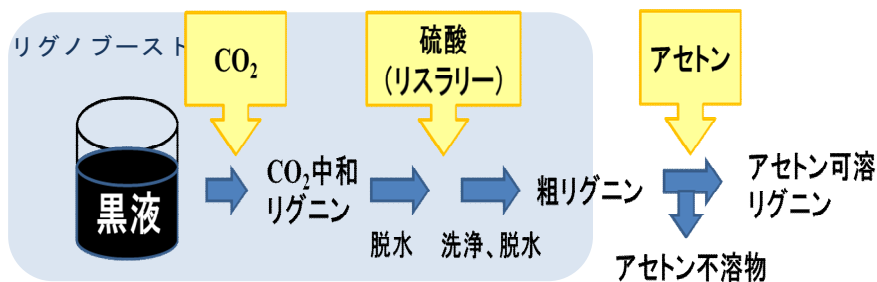 リグノブースト
CO2
硫酸
（リスラリー）
アセトン
黒液
CO2中和
リグニン
脱水
洗浄、脱水
粗リグニン
アセトン可溶
リグニン
アセトン不溶物